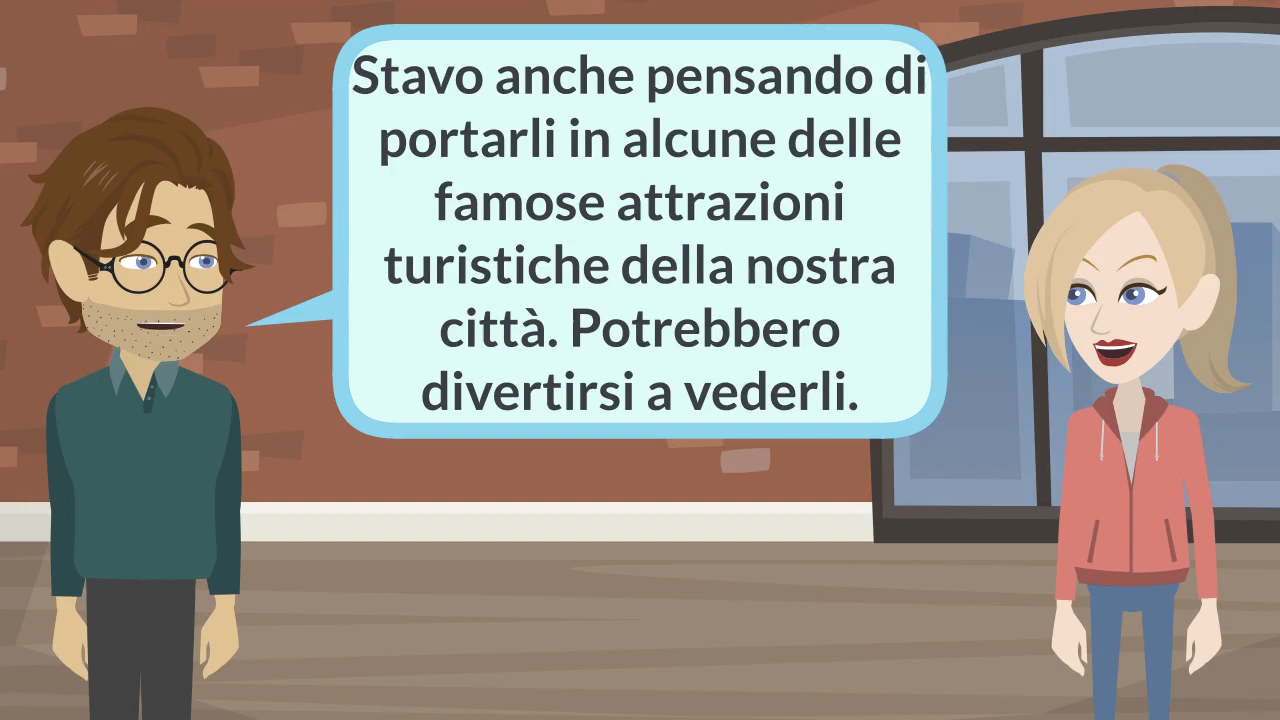 Stavo anche pensando di
portarli in alcune delle
famose attrazioni
turistiche della nostra
città. Potrebbero
divertirsi a vederli.